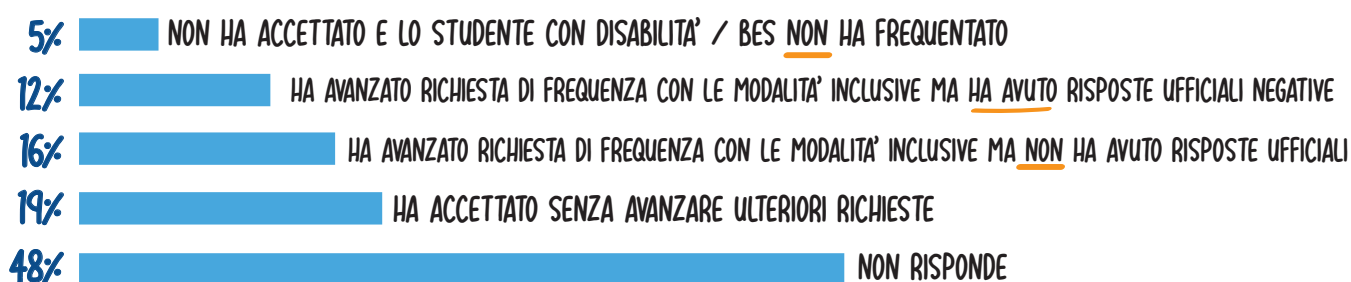 5% NON HA ACCETTATO E LO STUDENTE CON DISABILITA' / BES NON HA FREQUENTATO
12% HA AVANZATO RICHIESTA DI FREQUENZA CON LE MODALITA' INCLUSIVE MA HA AVUTO RISPOSTE UFFICIALI NEGATIVE
16% HA AVANZATO RICHIESTA DI FREQUENZA CON LE MODALITA' INCLUSIVE MA NON HA AVUTO RISPOSTE UFFICIALI
19% HA ACCETTATO SENZA AVANZARE ULTERIORI RICHIESTE
48% NON RISPONDE